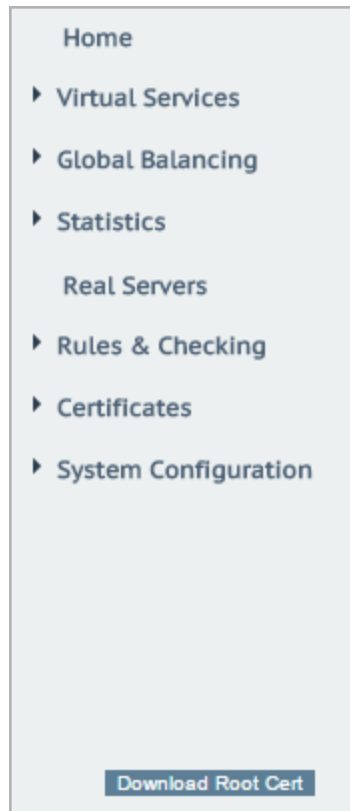 Home
Virtual Services
Global Balancing
Statistics
Real Servers
Rules & Checking
Certificates
System Configuration
Download Root Cert